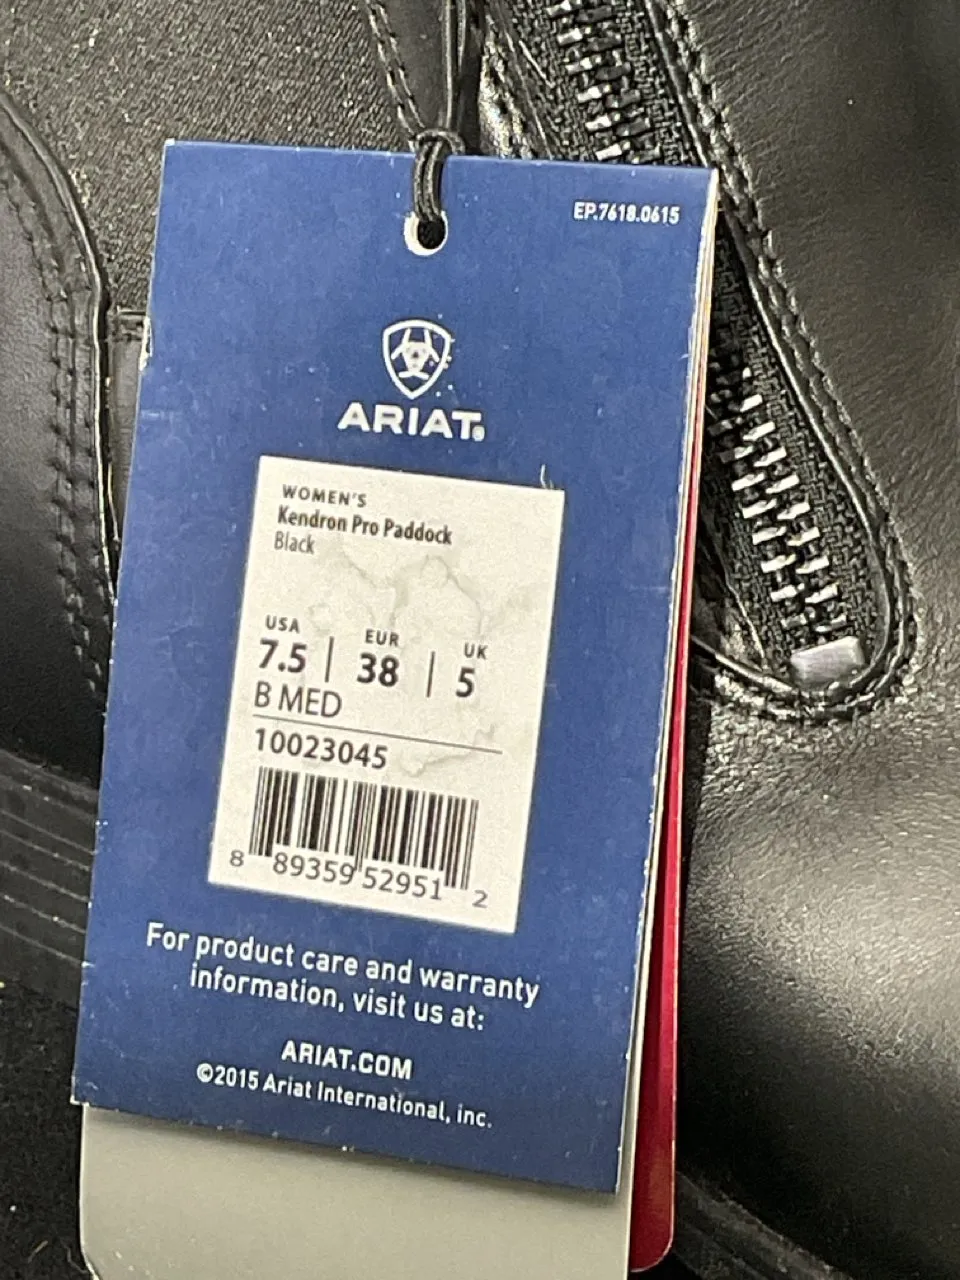 EP.7618.0615
ARIAT®
WOMEN'S
Kendron Pro Paddock
Black
USA EUR UK
7.5 | 38 | 5
B MED
10023045
8 89359 52951 2
For product care and warranty
information, visit us at:
ARIAT.COM
©2015 Ariat International, inc.